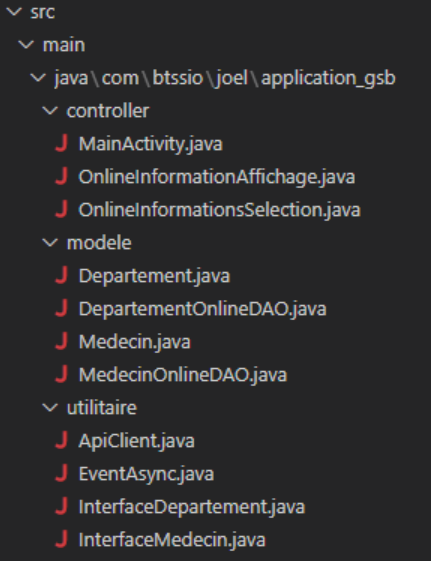 src
main
java\com\btssio\joel\application_gsb
controller
J MainActivity.java
J OnlineInformationAffichage.java
J OnlineInformationsSelection.java
modele
J Departement.java
J DepartementOnlineDAO.java
J Medecin.java
J MedecinOnlineDAO.java
utilitaire
J ApiClient.java
J EventAsync.java
J InterfaceDepartement.java
J InterfaceMedecin.java